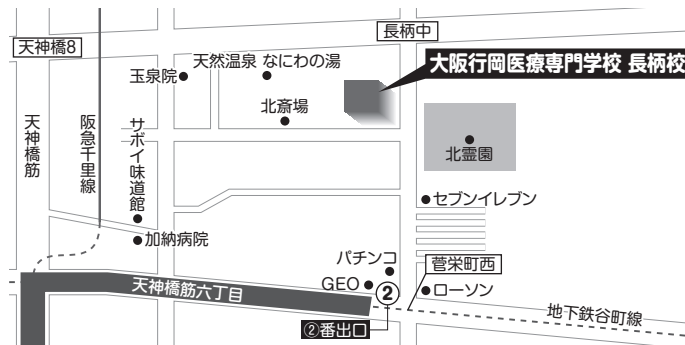 長柄中
天神橋8
天然温泉 なにわの湯
大阪行岡医療専門学校 長柄校
玉泉院
北斎場
天神橋筋
阪急千里線
サボイ味道館
北霊園
セブンイレブン
加納病院
パチンコ
菅栄町西
GEO
②
ローソン
天神橋筋六丁目
地下鉄谷町線
②番出口